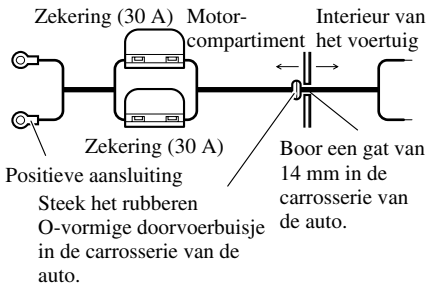 Zekering (30 A)
Motor-
compartiment
Interieur van
het voertuig
Zekering (30 A)
Positieve aansluiting
Steek het rubberen
O-vormige doorvoerbuisje
in de carrosserie van de
auto.
Boor een gat van
14 mm in de
carrosserie van
de auto.